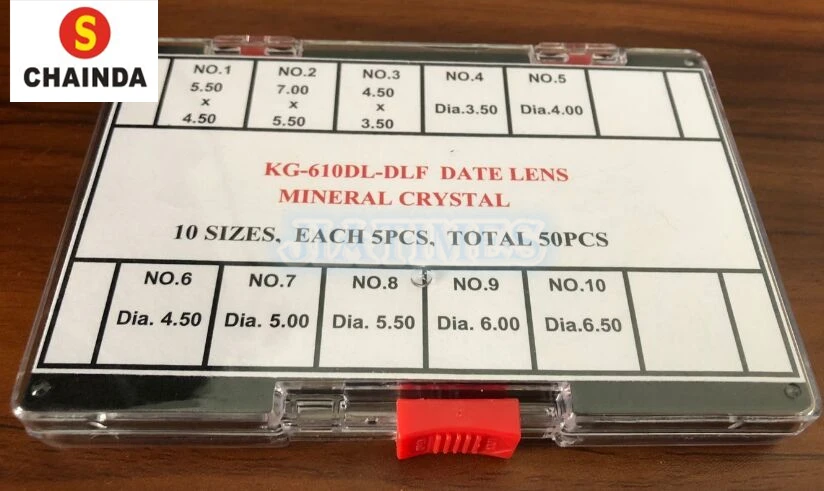 S
CHAINDA
NO.1
5.50
x
4.50
NO.2
7.00
x
5.50
NO.3
4.50
x
3.50
NO.4
Dia.3.50
NO.5
Dia.4.00
KG-610DL-DLF DATE LENS
MINERAL CRYSTAL
10 SIZES, EACH 5PCS, TOTAL 50PCS
JIATIMES
NO.6
Dia. 4.50
NO.7
Dia. 5.00
NO.8
Dia. 5.50
NO.9
Dia. 6.00
NO.10
Dia.6.50